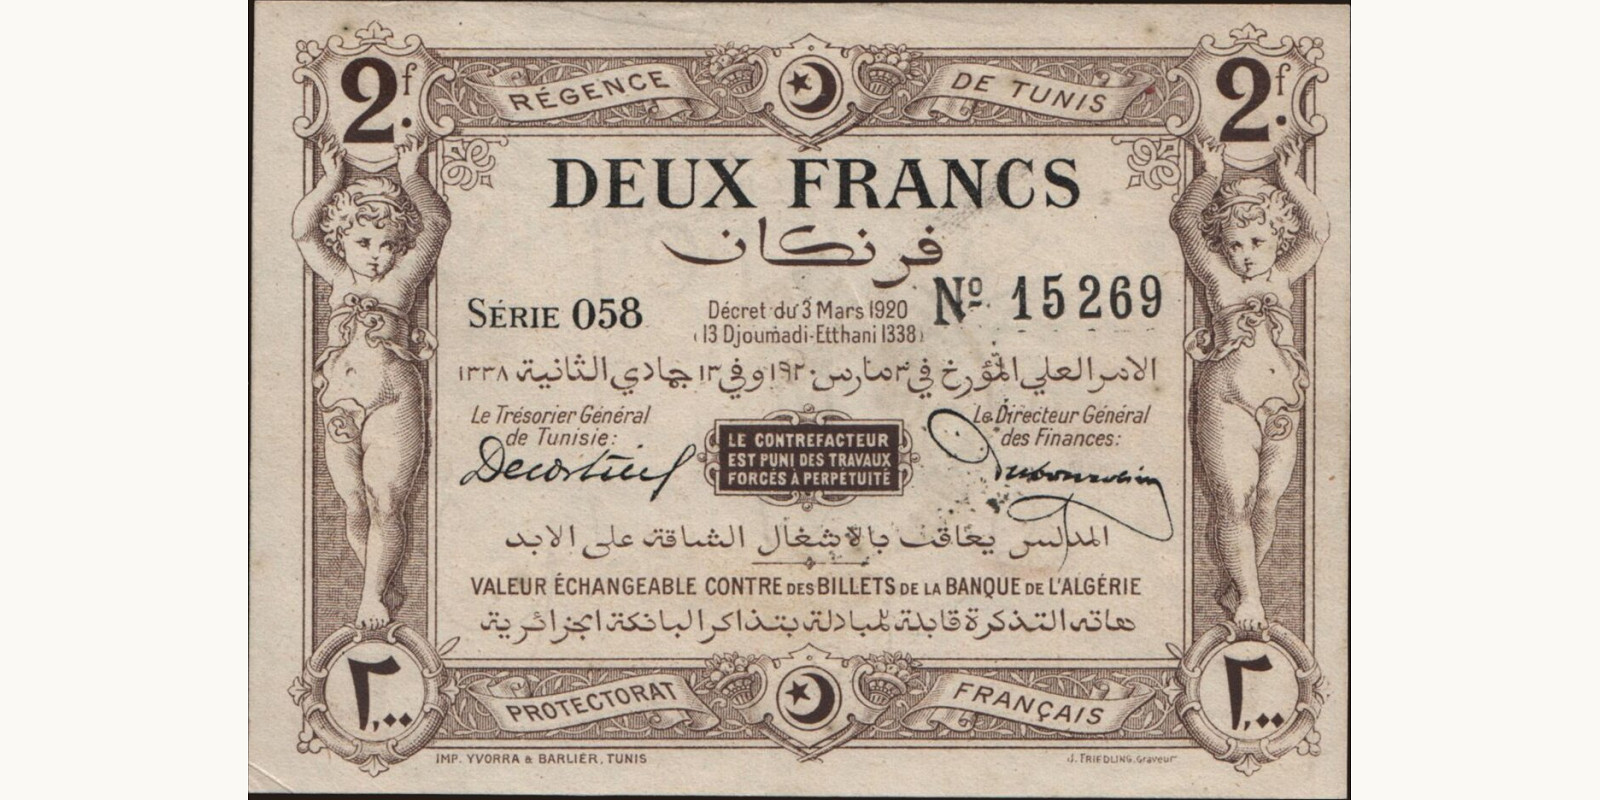 2f. RÉGENCE DE TUNIS 2f.
DEUX FRANCS
فرنكان
SÉRIE 058
Décret du 3 Mars 1920
(13 Djoumadi-Etthani 1338)
Nº 15269
الامر العلي المؤرخ في ٣ مارس ١٩٢٠ وفي ١٣ جمادي الثانية ١٣٣٨
Le Trésorier Général
de Tunisie:
LE CONTREFACTEUR
EST PUNI DES TRAVAUX
FORCÉS À PERPÉTUITÉ
Le Directeur Général
des Finances:
المدلس يعاقب بالاشغال الشاقة على الابد
VALEUR ÉCHANGEABLE CONTRE DES BILLETS DE LA BANQUE DE L'ALGÉRIE
هاته التذكرة قابلة لمبادلة بتذاكر البانكة الجزائرية
٢,٠٠ PROTECTORAT FRANÇAIS ٢,٠٠
IMP. YVORRA & BARLIER, TUNIS
J. FRIEDLING, Graveur